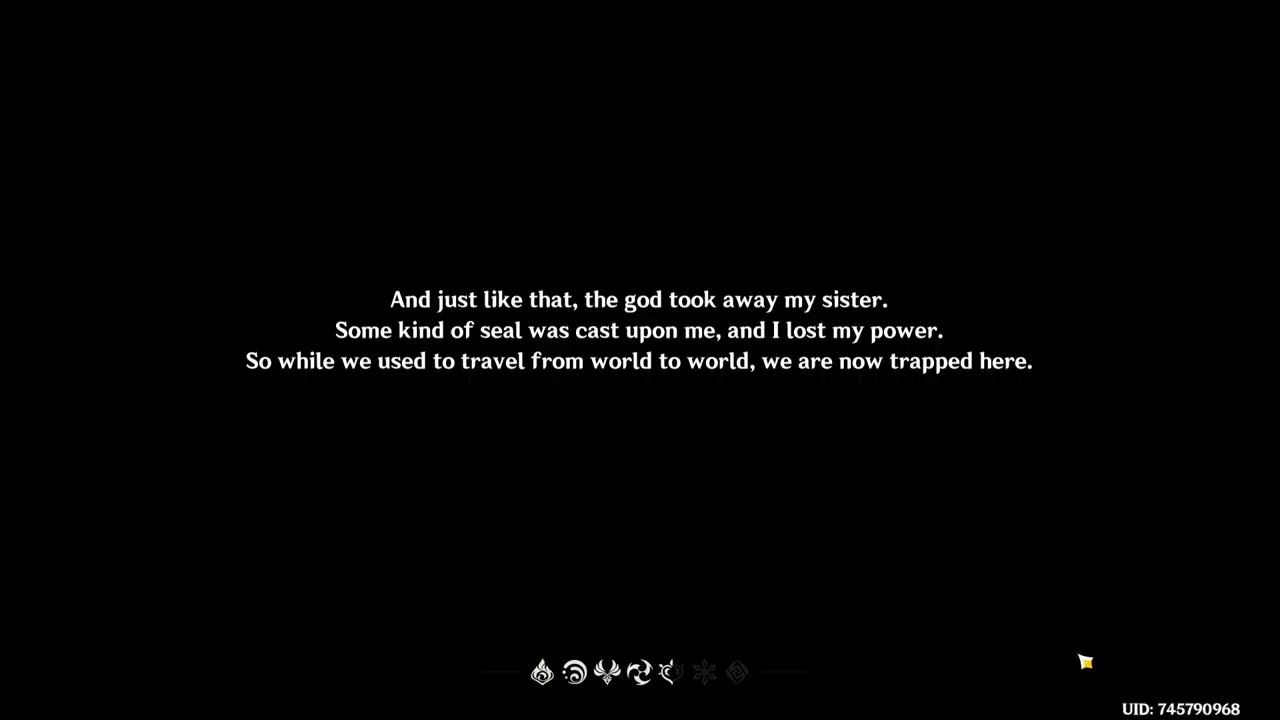 And just like that, the god took away my sister.
Some kind of seal was cast upon me, and I lost my power.
So while we used to travel from world to world, we are now trapped here.
UID: 745790968